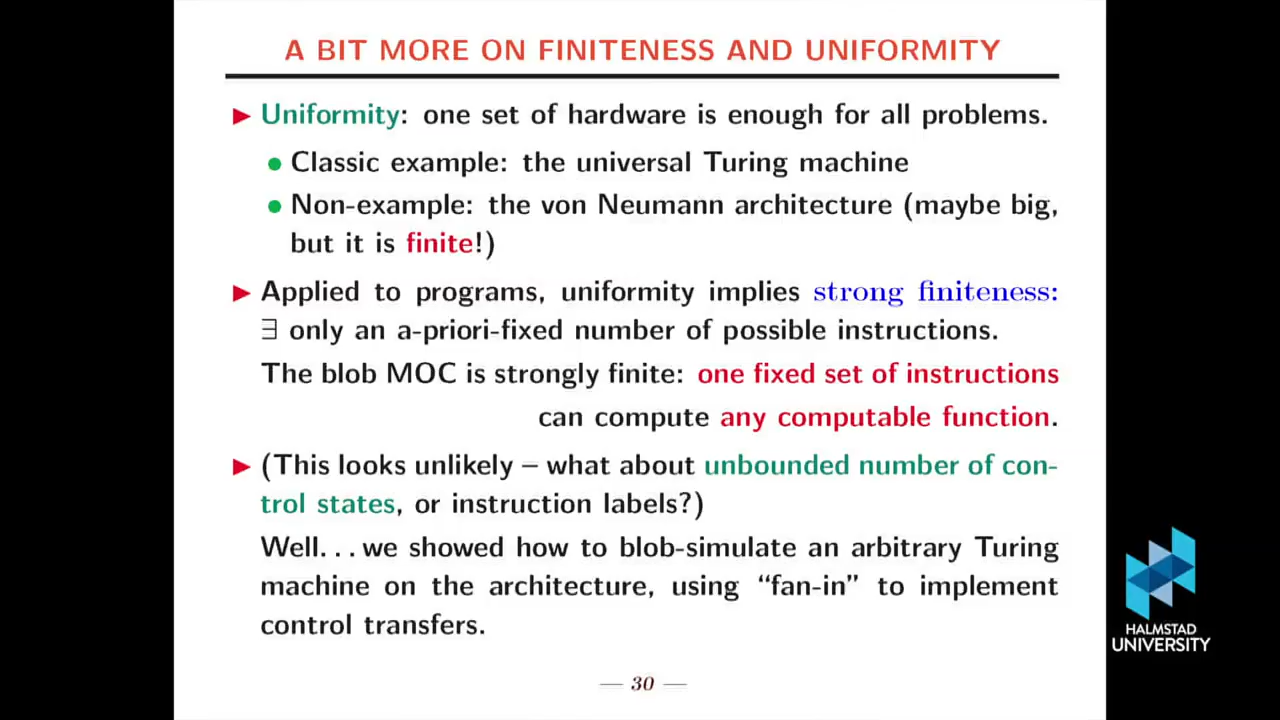 A BIT MORE ON FINITENESS AND UNIFORMITY
▶ Uniformity: one set of hardware is enough for all problems.
● Classic example: the universal Turing machine
● Non-example: the von Neumann architecture (maybe big,
but it is finite!)
▶ Applied to programs, uniformity implies strong finiteness:
∃ only an a-priori-fixed number of possible instructions.
The blob MOC is strongly finite: one fixed set of instructions
can compute any computable function.
▶ (This looks unlikely – what about unbounded number of con-
trol states, or instruction labels?)
Well...we showed how to blob-simulate an arbitrary Turing
machine on the architecture, using “fan-in” to implement
control transfers.
— 30 —
HALMSTAD
UNIVERSITY